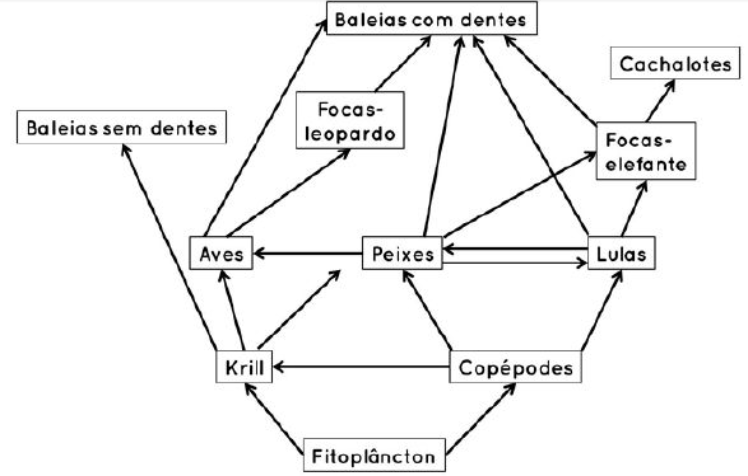 Baleias com dentes
Cachalotes
Focas-
leopardo
Baleias sem dentes
Focas-
elefante
Aves
Peixes
Lulas
Krill
Copépodes
Fitoplâncton